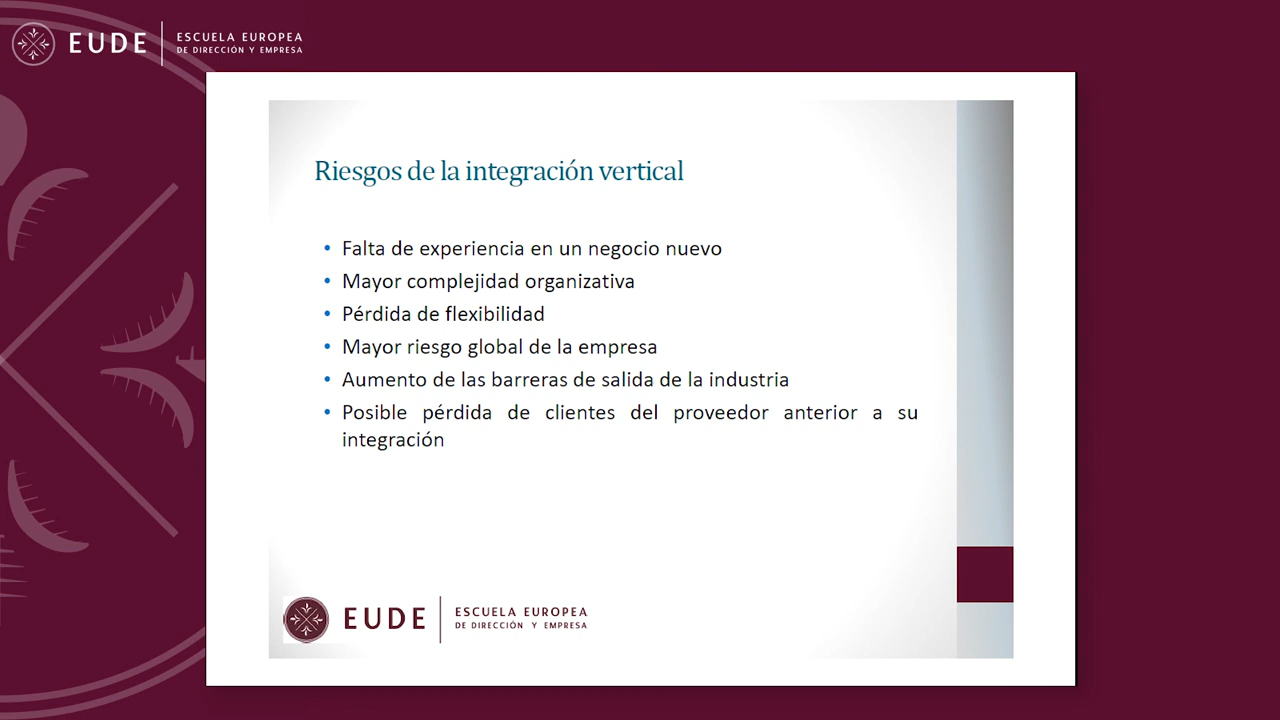 EUDE
ESCUELA EUROPEA
DE DIRECCIÓN Y EMPRESA
Riesgos de la integración vertical
• Falta de experiencia en un negocio nuevo
• Mayor complejidad organizativa
• Pérdida de flexibilidad
• Mayor riesgo global de la empresa
• Aumento de las barreras de salida de la industria
• Posible pérdida de clientes del proveedor anterior a su
integración
EUDE
ESCUELA EUROPEA
DE DIRECCIÓN Y EMPRESA